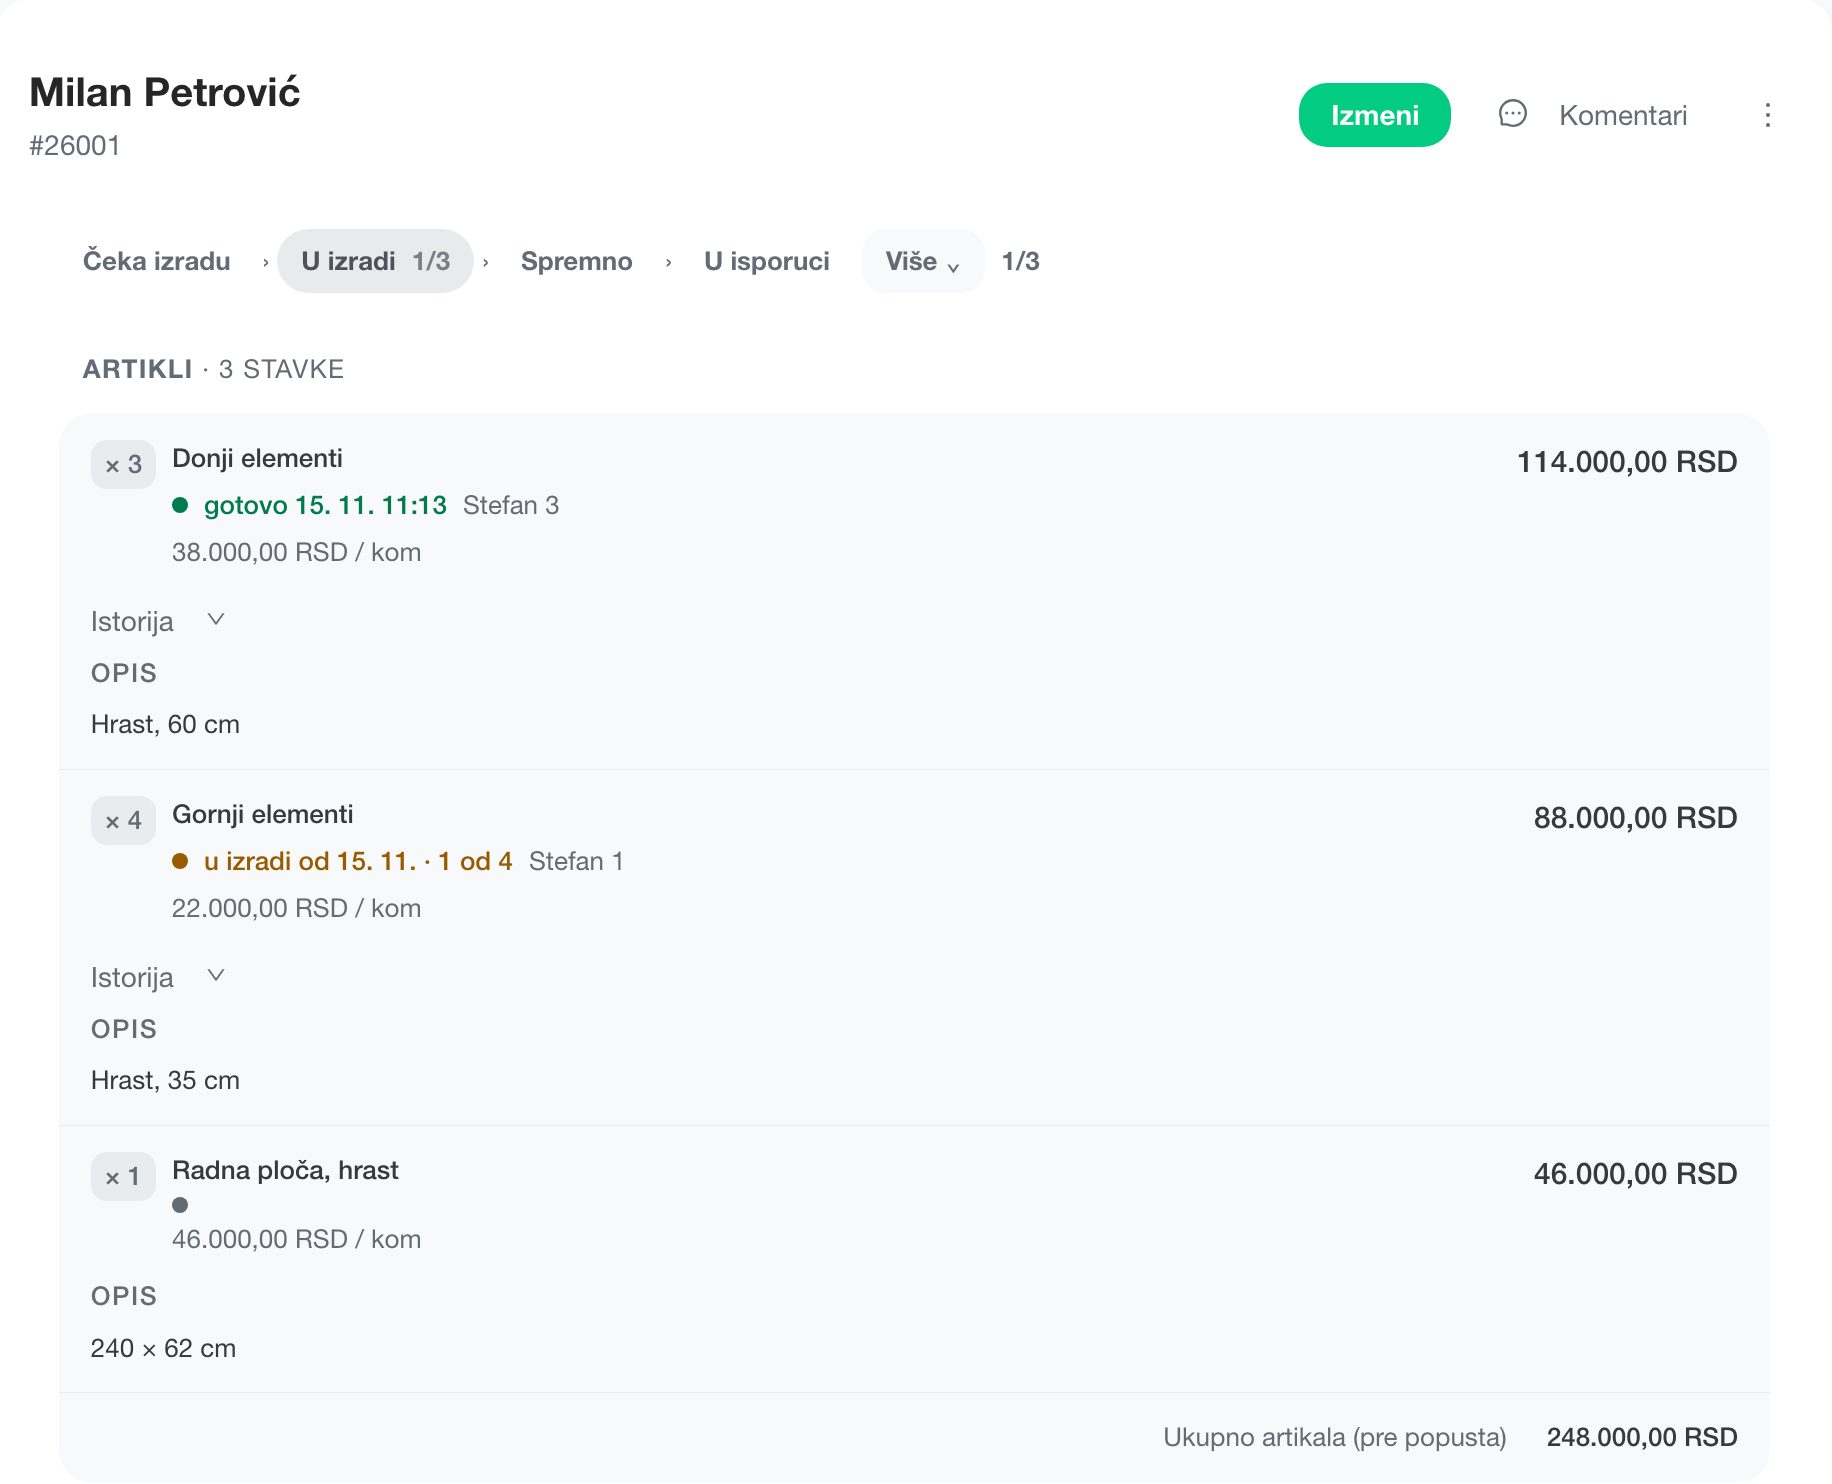 Milan Petrović
#26001
Izmeni
Komentari
Čeka izradu › U izradi 1/3 › Spremno › U isporuci Više 1/3
ARTIKLI · 3 STAVKE
× 3 Donji elementi 114.000,00 RSD
gotovo 15. 11. 11:13 Stefan 3
38.000,00 RSD / kom
Istorija
OPIS
Hrast, 60 cm
× 4 Gornji elementi 88.000,00 RSD
u izradi od 15. 11. · 1 od 4 Stefan 1
22.000,00 RSD / kom
Istorija
OPIS
Hrast, 35 cm
× 1 Radna ploča, hrast 46.000,00 RSD
46.000,00 RSD / kom
OPIS
240 × 62 cm
Ukupno artikala (pre popusta) 248.000,00 RSD